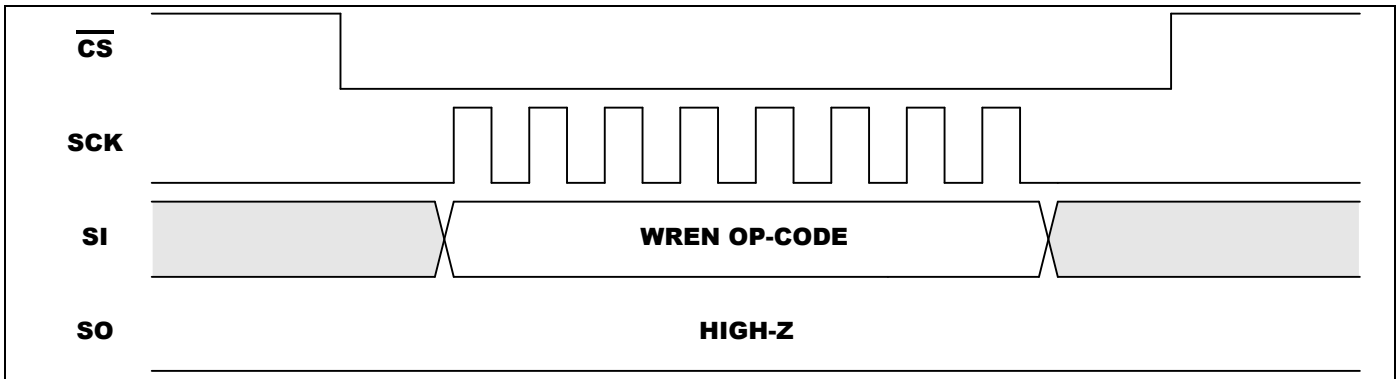 CS
SCK
SI
WREN OP-CODE
SO
HIGH-Z